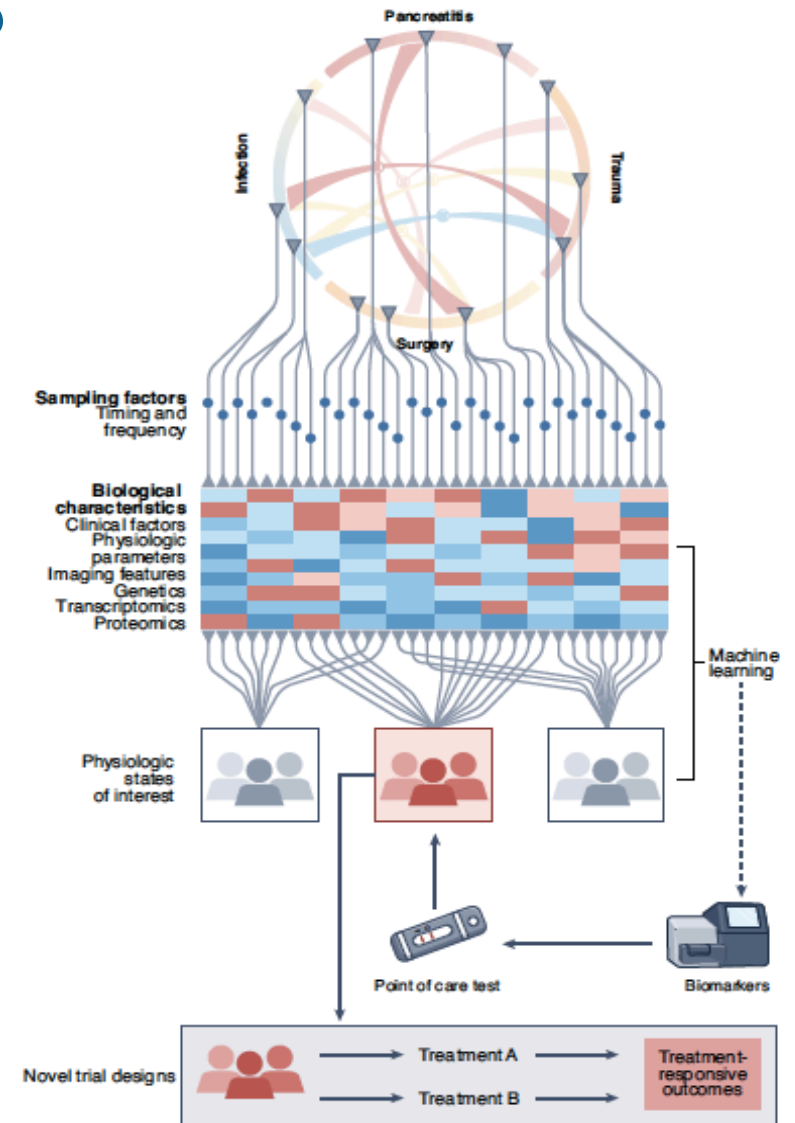 Pancreatitis
Infection
Trauma
Surgery
Sampling factors
Timing and
frequency
Biological
characteristics
Clinical factors
Physiologic
parameters
Imaging features
Genetics
Transcriptomics
Proteomics
Machine
learning
Physiologic
states
of interest
Point of care test
Biomarkers
Novel trial designs
Treatment A
Treatment B
Treatment-
responsive
outcomes